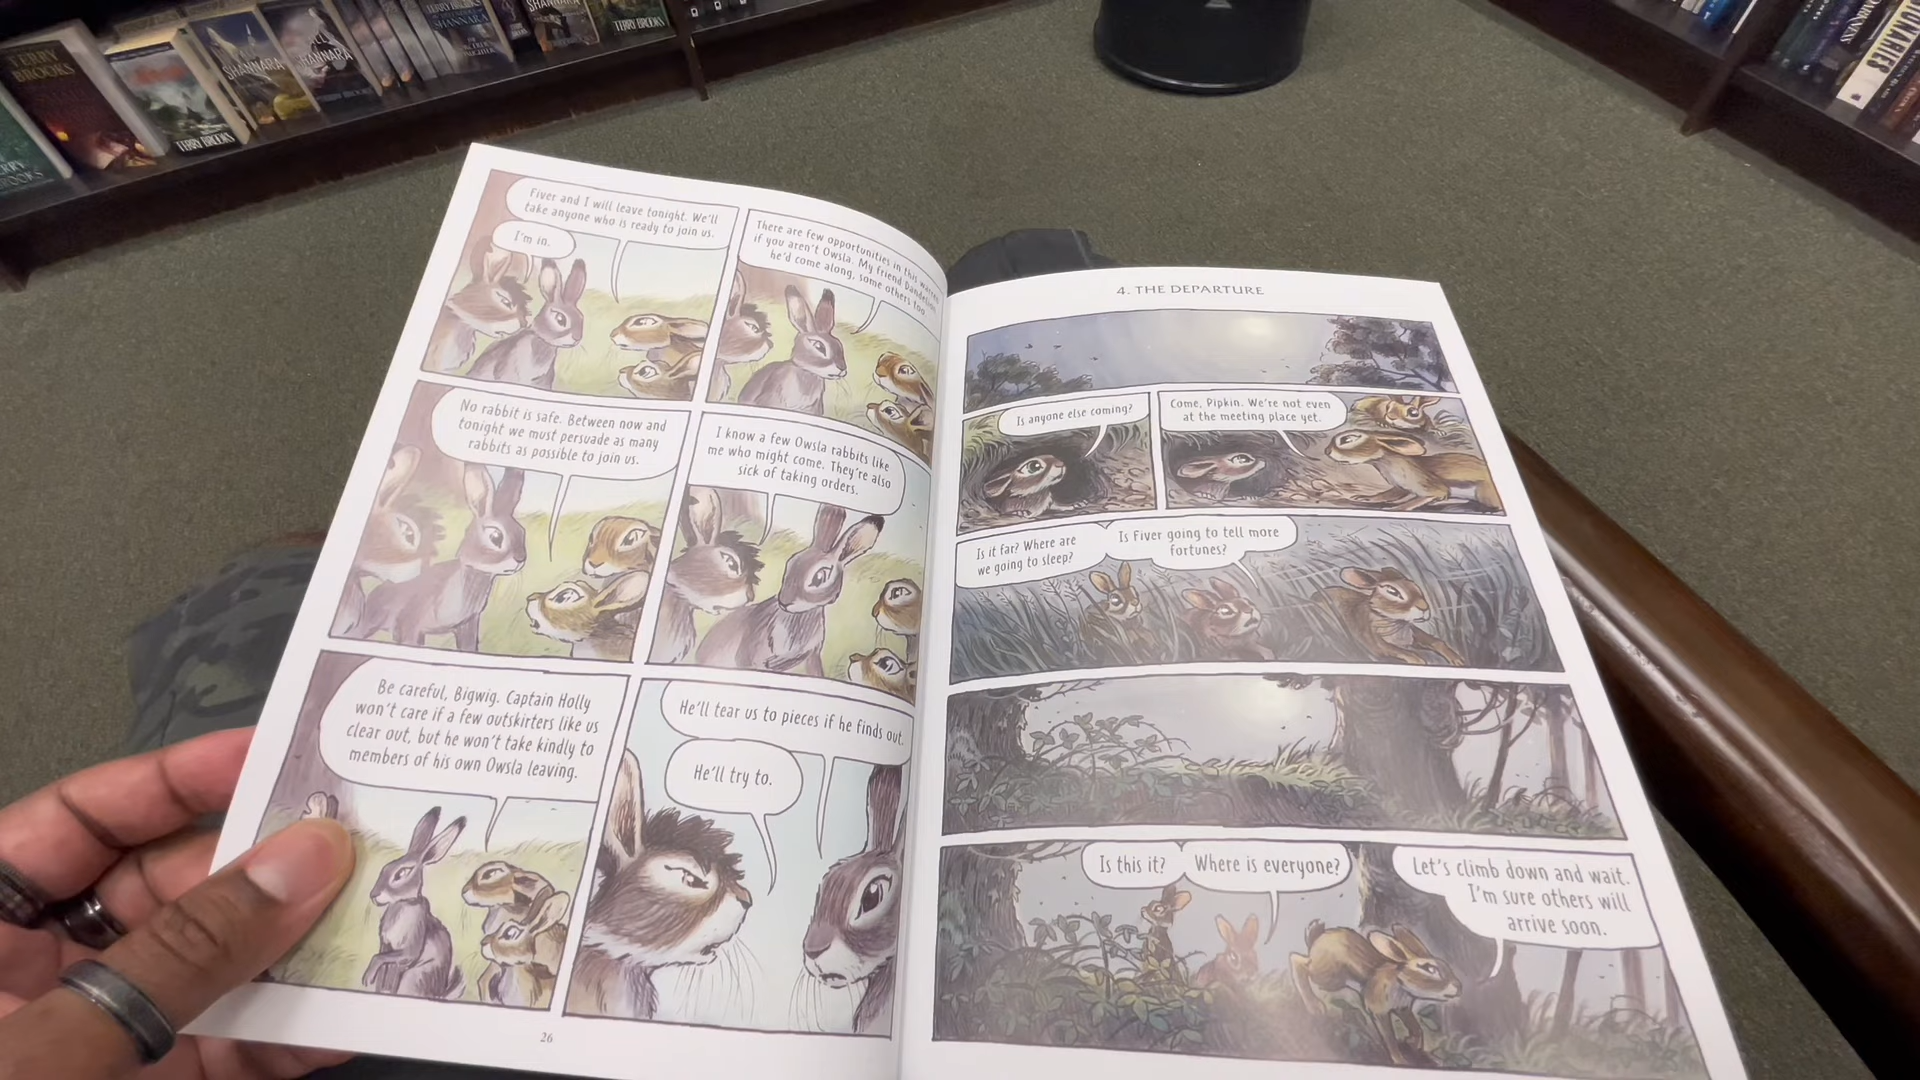 TERRY
BROOKS
SHANNARA
TERRY BROOKS
TERRY BROOKS
SHANNARA
TERRY BROOKS
Fiver and I will leave tonight. We'll
take anyone who is ready to join us.
I'm in.
There are few opportunities in this warren
if you aren't Owsla. My friend Dandelion
he'd come along, some others too.
No rabbit is safe. Between now and
tonight we must persuade as many
rabbits as possible to join us.
I know a few Owsla rabbits like
me who might come. They're also
sick of taking orders.
Be careful, Bigwig. Captain Holly
won't care if a few outskirters like us
clear out, but he won't take kindly to
members of his own Owsla leaving.
He'll tear us to pieces if he finds out.
He'll try to.
26
4. THE DEPARTURE
Is anyone else coming?
Come, Pipkin. We're not even
at the meeting place yet.
Is it far? Where are
we going to sleep?
Is Fiver going to tell more
fortunes?
Is this it?
Where is everyone?
Let's climb down and wait.
I'm sure others will
arrive soon.